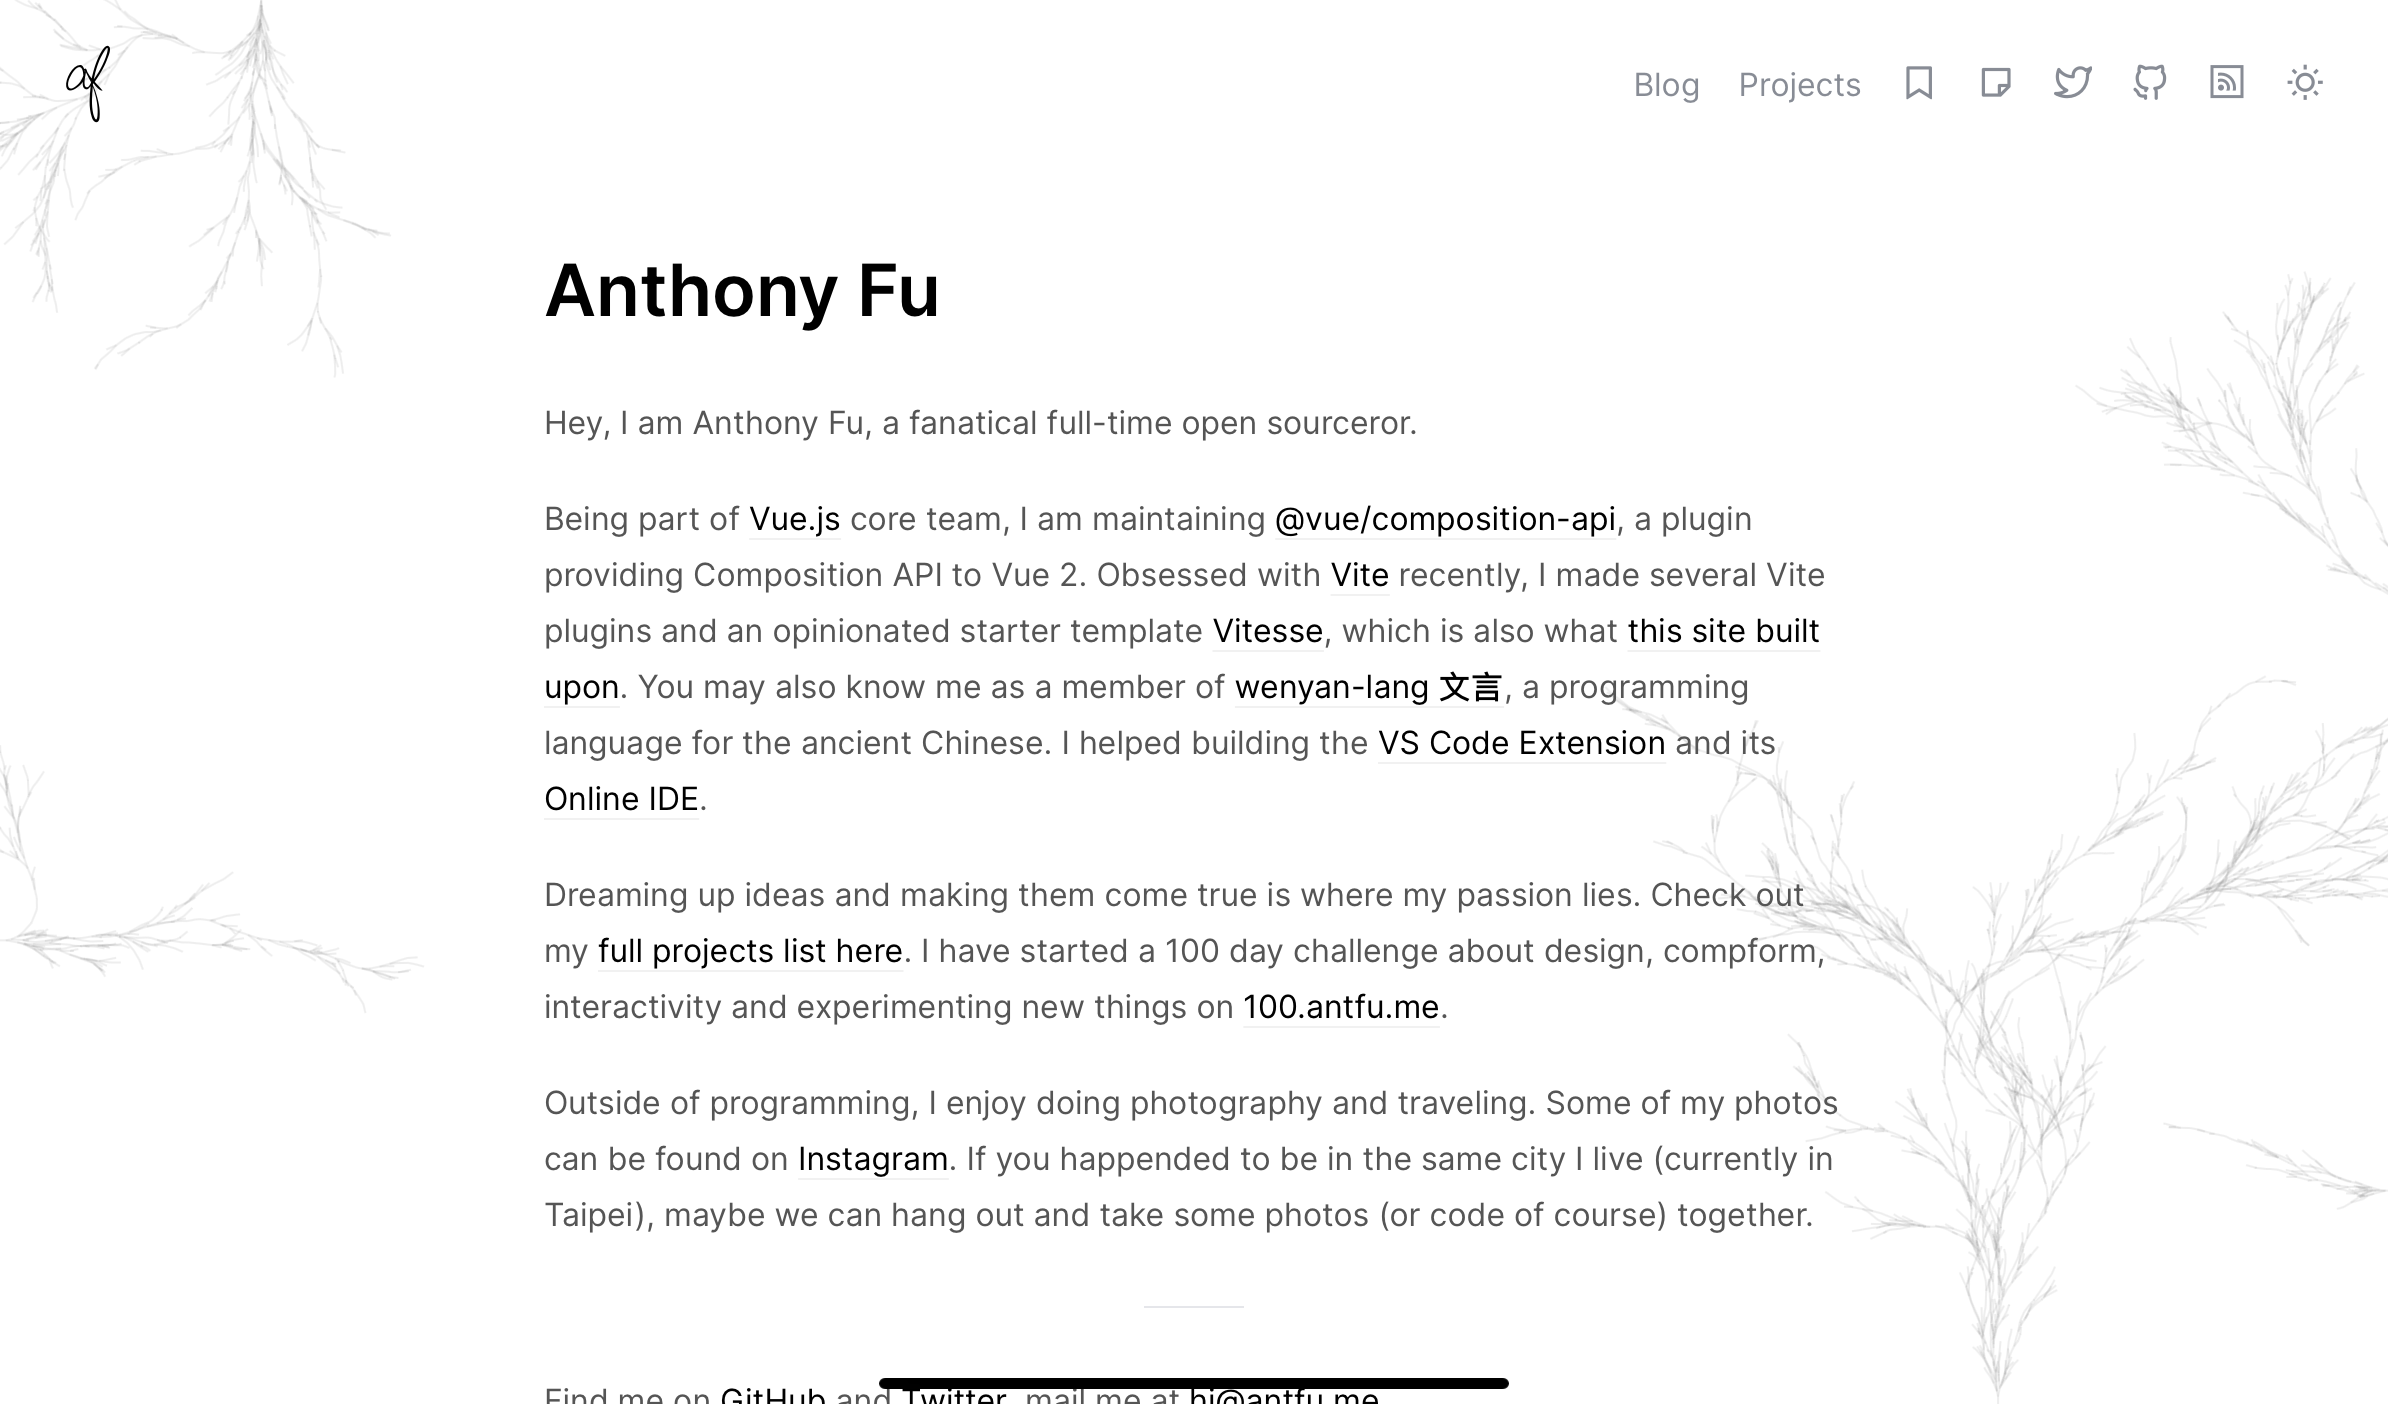 af
Blog Projects
Anthony Fu
Hey, I am Anthony Fu, a fanatical full-time open sourceror.
Being part of Vue.js core team, I am maintaining @vue/composition-api, a plugin
providing Composition API to Vue 2. Obsessed with Vite recently, I made several Vite
plugins and an opinionated starter template Vitesse, which is also what this site built
upon. You may also know me as a member of wenyan-lang 文言, a programming
language for the ancient Chinese. I helped building the VS Code Extension and its
Online IDE.
Dreaming up ideas and making them come true is where my passion lies. Check out
my full projects list here. I have started a 100 day challenge about design, compform,
interactivity and experimenting new things on 100.antfu.me.
Outside of programming, I enjoy doing photography and traveling. Some of my photos
can be found on Instagram. If you happended to be in the same city I live (currently in
Taipei), maybe we can hang out and take some photos (or code of course) together.
Find me on GitHub and Twitter, mail me at hi@antfu.me